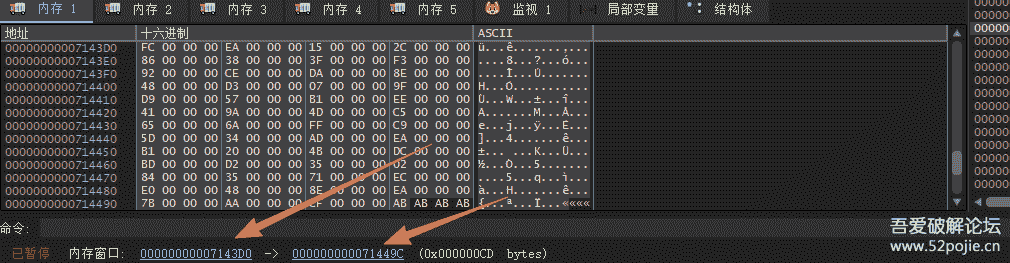 内存 1 内存 2 内存 3 内存 4 内存 5 监视 1 局部变量 结构体
地址 十六进制 ASCII
00000000007143D0 FC 00 00 00 EA 00 00 00 15 00 00 00 2C 00 00 00 ü...ê.......,...
00000000007143E0 86 00 00 00 38 00 00 00 3F 00 00 00 F3 00 00 00 ....8...?...ó...
00000000007143F0 92 00 00 00 CE 00 00 00 DA 00 00 00 8E 00 00 00 ....Î...Ú.......
0000000000714400 48 00 00 00 D3 00 00 00 07 00 00 00 9F 00 00 00 H...Ó...........
0000000000714410 D9 00 00 00 57 00 00 00 B1 00 00 00 EE 00 00 00 Ù...W...±...î...
0000000000714420 41 00 00 00 9A 00 00 00 4D 00 00 00 C5 00 00 00 A.......M...Å...
0000000000714430 65 00 00 00 6A 00 00 00 FF 00 00 00 C9 00 00 00 e...j...ÿ...É...
0000000000714440 5D 00 00 00 34 00 00 00 AD 00 00 00 EA 00 00 00 ]...4.......ê...
0000000000714450 B1 00 00 00 20 00 00 00 4B 00 00 00 DC 00 00 00 ±... ...K...Ü...
0000000000714460 BD 00 00 00 D2 00 00 00 35 00 00 00 02 00 00 00 ½...Ò...5.......
0000000000714470 84 00 00 00 35 00 00 00 71 00 00 00 EC 00 00 00 ....5...q...ì...
0000000000714480 E0 00 00 00 48 00 00 00 8E 00 00 00 EA 00 00 00 à...H.......ê...
0000000000714490 7B 00 00 00 AA 00 00 00 CF 00 00 00 AB AB AB AB {...ª...Ï...««««
命令:
已暂停 内存窗口: 00000000007143D0 -> 000000000071449C (0x000000CD bytes)
吾爱破解论坛
www.52pojie.cn